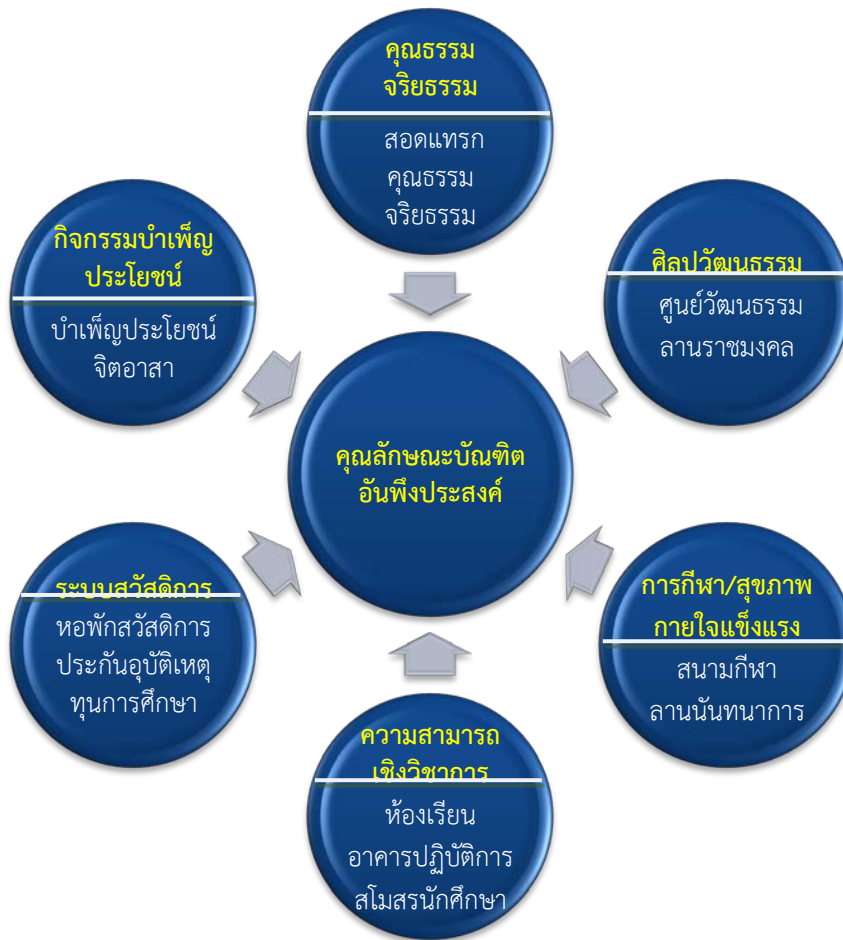 คุณธรรม
จริยธรรม
สอดแทรก
คุณธรรม
จริยธรรม
กิจกรรมบำเพ็ญ
ประโยชน์
บำเพ็ญประโยชน์
จิตอาสา
ศิลปวัฒนธรรม
ศูนย์วัฒนธรรม
ลานราชมงคล
คุณลักษณะบัณฑิต
อันพึงประสงค์
ระบบสวัสดิการ
หอพักสวัสดิการ
ประกันอุบัติเหตุ
ทุนการศึกษา
การกีฬา/สุขภาพ
กายใจแข็งแรง
สนามกีฬา
ลานนันทนาการ
ความสามารถ
เชิงวิชาการ
ห้องเรียน
อาคารปฏิบัติการ
สโมสรนักศึกษา